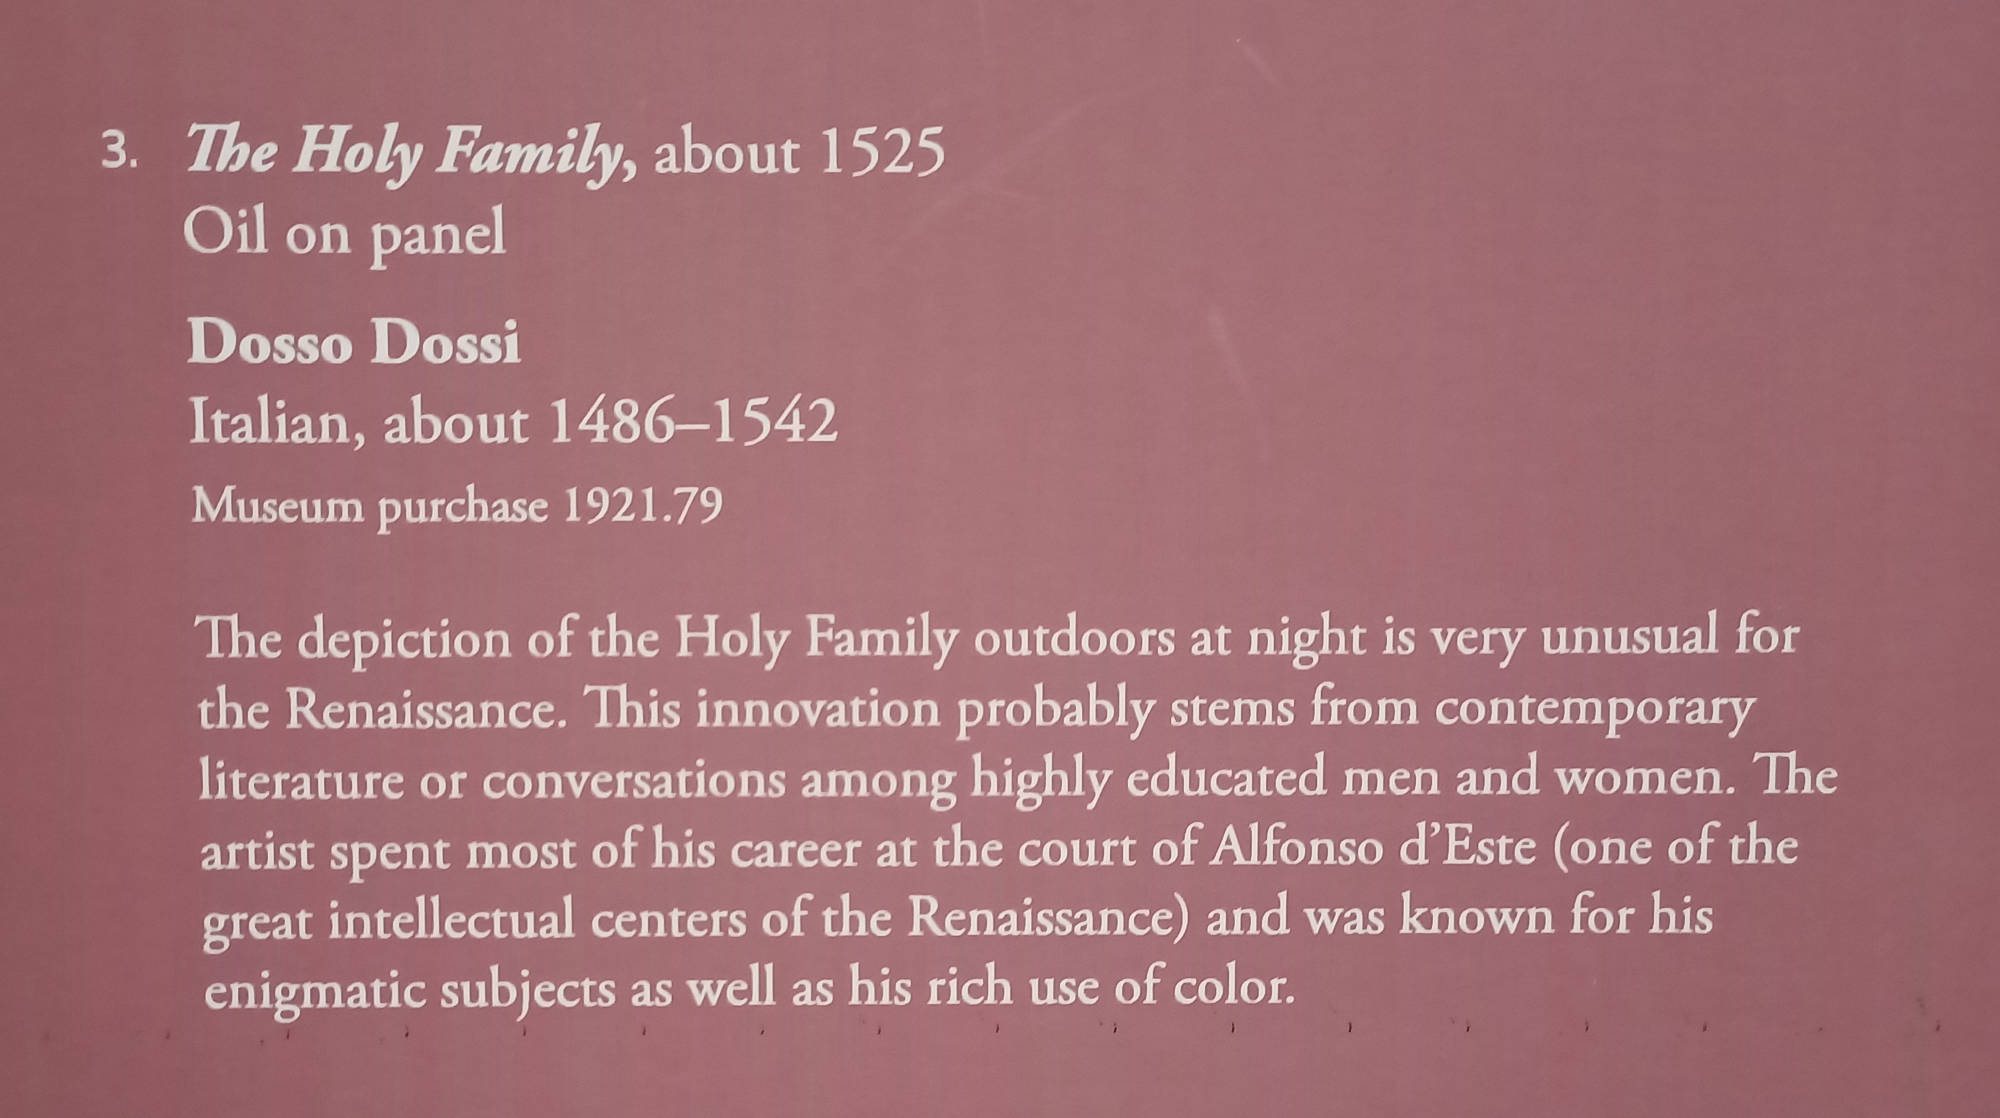 3. The Holy Family, about 1525
Oil on panel
Dosso Dossi
Italian, about 1486–1542
Museum purchase 1921.79
The depiction of the Holy Family outdoors at night is very unusual for
the Renaissance. This innovation probably stems from contemporary
literature or conversations among highly educated men and women. The
artist spent most of his career at the court of Alfonso d’Este (one of the
great intellectual centers of the Renaissance) and was known for his
enigmatic subjects as well as his rich use of color.